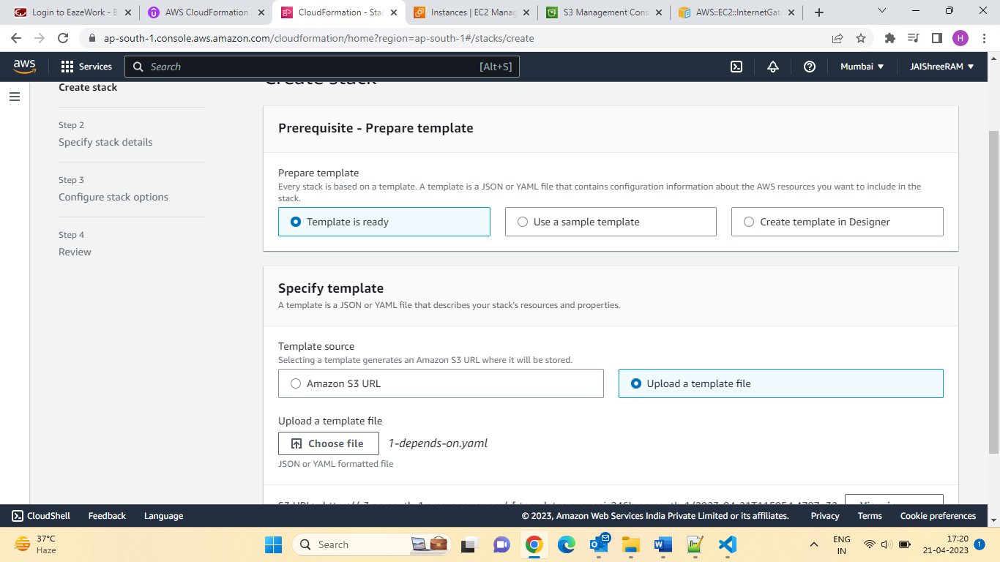 Login to EazeWork - B
AWS CloudFormation
CloudFormation - Stac
Instances | EC2 Manag
S3 Management Cons
AWS::EC2::InternetGat
ap-south-1.console.aws.amazon.com/cloudformation/home?region=ap-south-1#/stacks/create
H
aws
Services
Search
[Alt+S]
Mumbai
JAIShreeRAM
Create stack
Step 2
Specify stack details
Step 3
Configure stack options
Step 4
Review
Create stack
Prerequisite - Prepare template
Prepare template
Every stack is based on a template. A template is a JSON or YAML file that contains configuration information about the AWS resources you want to include in the
stack.
Template is ready
Use a sample template
Create template in Designer
Specify template
A template is a JSON or YAML file that describes your stack's resources and properties.
Template source
Selecting a template generates an Amazon S3 URL where it will be stored.
Amazon S3 URL
Upload a template file
Upload a template file
Choose file
1-depends-on.yaml
JSON or YAML formatted file
CloudShell
Feedback
Language
© 2023, Amazon Web Services India Private Limited or its affiliates.
Privacy
Terms
Cookie preferences
37°C
Haze
Search
ENG
IN
17:20
21-04-2023
1